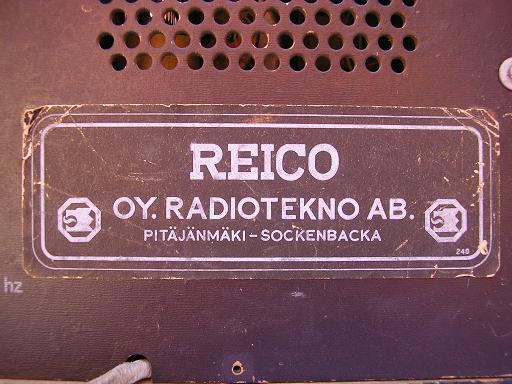 REICO
OY. RADIOTEKNO AB.
PITÄJÄNMÄKI – SOCKENBACKA
240
hz